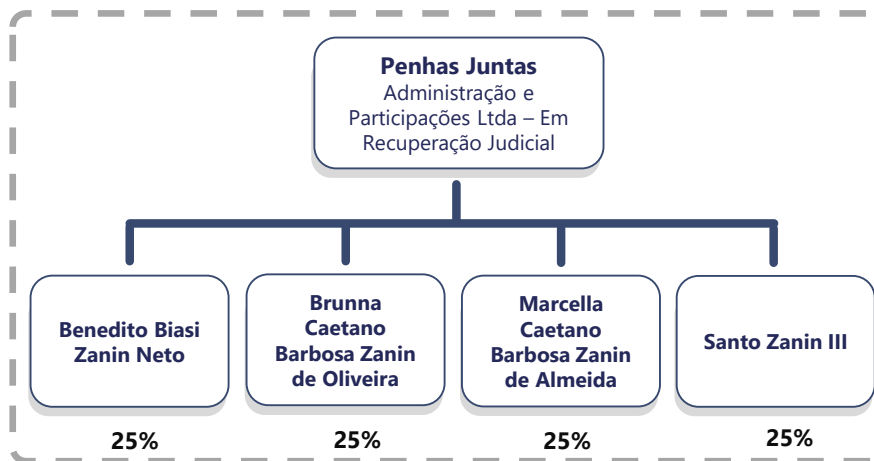 Penhas Juntas
Administração e
Participações Ltda – Em
Recuperação Judicial
Benedito Biasi
Zanin Neto
Brunna
Caetano
Barbosa Zanin
de Oliveira
Marcella
Caetano
Barbosa Zanin
de Almeida
Santo Zanin III
25%
25%
25%
25%